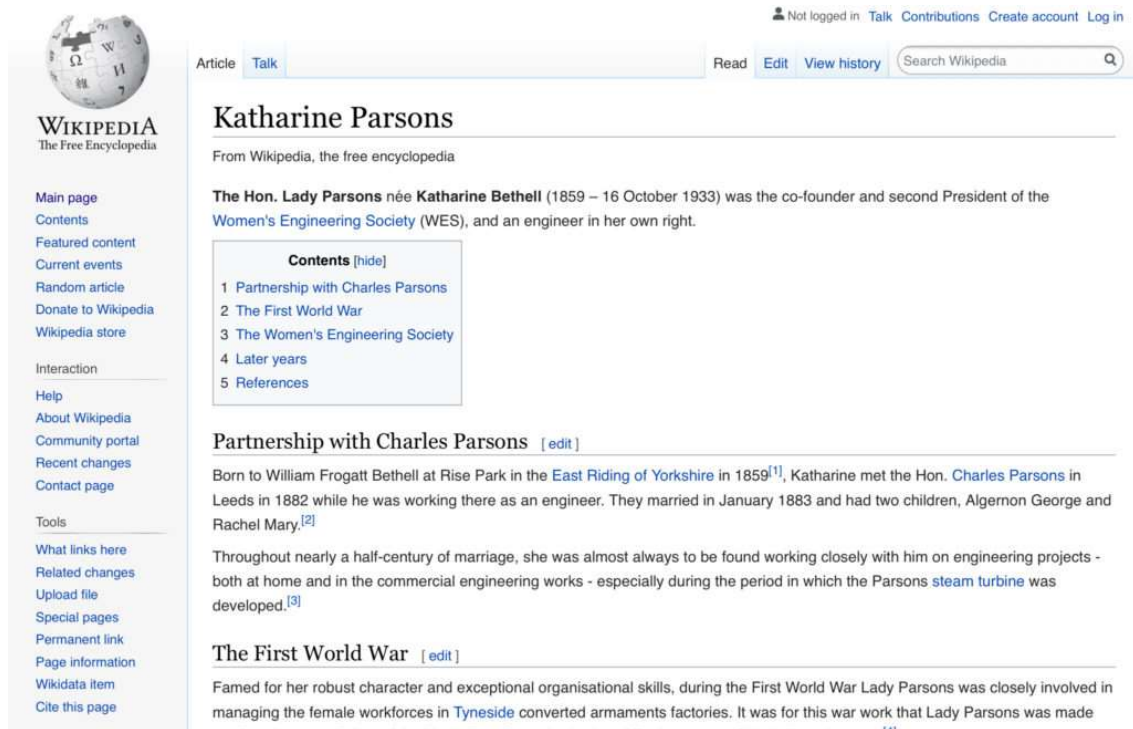 Not logged in Talk Contributions Create account Log in
Article Talk Read Edit View history Search Wikipedia
WIKIPEDIA
The Free Encyclopedia
Main page
Contents
Featured content
Current events
Random article
Donate to Wikipedia
Wikipedia store
Interaction
Help
About Wikipedia
Community portal
Recent changes
Contact page
Tools
What links here
Related changes
Upload file
Special pages
Permanent link
Page information
Wikidata item
Cite this page
Katharine Parsons
From Wikipedia, the free encyclopedia
The Hon. Lady Parsons née Katharine Bethell (1859 – 16 October 1933) was the co-founder and second President of the
Women's Engineering Society (WES), and an engineer in her own right.
Contents [hide]
1 Partnership with Charles Parsons
2 The First World War
3 The Women's Engineering Society
4 Later years
5 References
Partnership with Charles Parsons [ edit ]
Born to William Frogatt Bethell at Rise Park in the East Riding of Yorkshire in 1859[1], Katharine met the Hon. Charles Parsons in
Leeds in 1882 while he was working there as an engineer. They married in January 1883 and had two children, Algernon George and
Rachel Mary.[2]
Throughout nearly a half-century of marriage, she was almost always to be found working closely with him on engineering projects -
both at home and in the commercial engineering works - especially during the period in which the Parsons steam turbine was
developed.[3]
The First World War [ edit ]
Famed for her robust character and exceptional organisational skills, during the First World War Lady Parsons was closely involved in
managing the female workforces in Tyneside converted armaments factories. It was for this war work that Lady Parsons was made